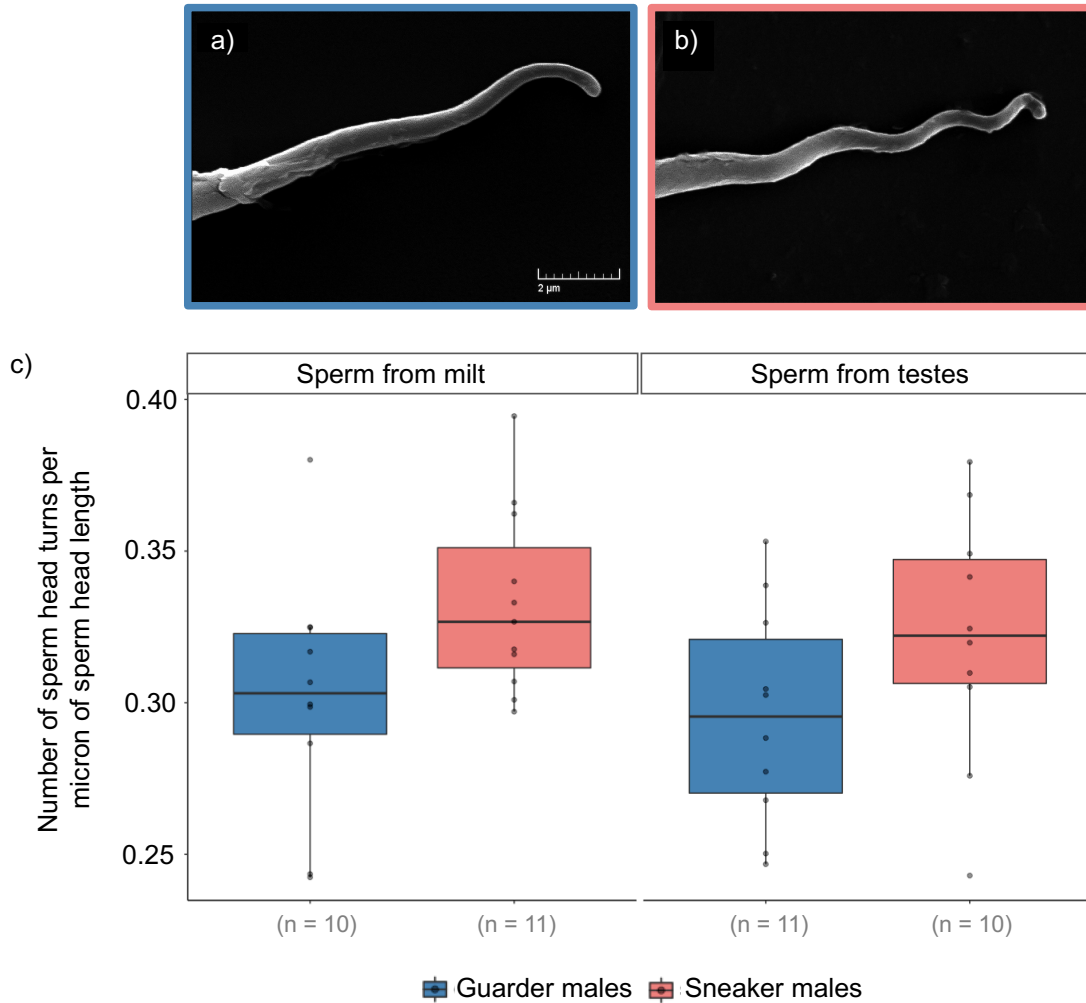 a)
b)
2 µm
c)
Sperm from milt
Sperm from testes
Number of sperm head turns per
micron of sperm head length
0.40
0.35
0.30
0.25
(n = 10)
(n = 11)
(n = 11)
(n = 10)
Guarder males
Sneaker males